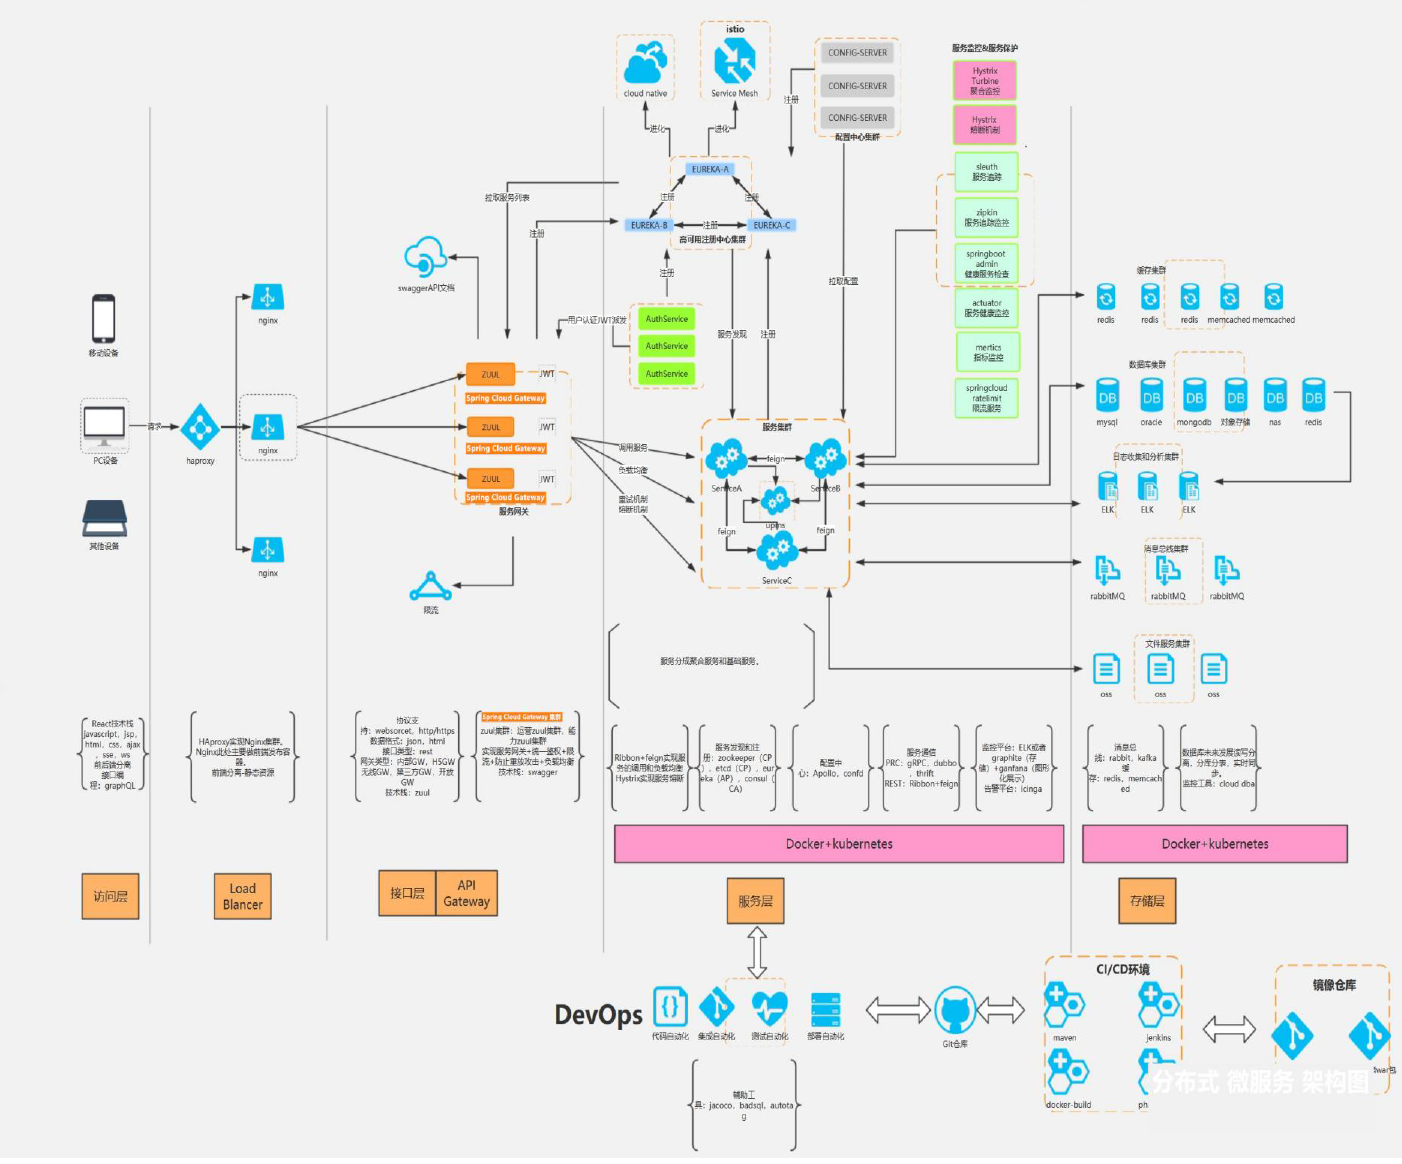 istio
cloud native
Service Mesh
进化
进化
CONFIG-SERVER
CONFIG-SERVER
CONFIG-SERVER
配置中心集群
注册
服务监控&服务保护
Hystrix
Turbine
聚合监控
Hystrix
熔断机制
sleuth
服务追踪
zipkin
服务追踪监控
springboot
admin
健康服务检查
actuator
服务健康监控
mertics
指标监控
springcloud
ratelimit
限流服务
EUREKA-A
注册
注册
EUREKA-B
注册
EUREKA-C
高可用注册中心集群
拉取服务列表
注册
注册
拉取配置
swaggerAPI文档
用户认证JWT派发
AuthService
AuthService
AuthService
服务发现
注册
移动设备
PC设备
其他设备
请求
haproxy
nginx
nginx
nginx
ZUUL
JWT
Spring Cloud Gateway
ZUUL
JWT
Spring Cloud Gateway
ZUUL
JWT
Spring Cloud Gateway
服务网关
限流
调用服务
负载均衡
重试机制
熔断机制
服务集群
ServiceA
feign
ServiceB
feign
feign
ServiceC
缓存集群
redis
redis
redis
memcached
memcached
数据库集群
DB
DB
DB
DB
DB
DB
mysql
oracle
mongodb
对象存储
nas
redis
日志收集和分析集群
ELK
ELK
ELK
消息总线集群
rabbitMQ
rabbitMQ
rabbitMQ
文件服务集群
oss
oss
oss
服务分成聚合服务和基础服务。
React技术栈
javascript, jsp,
html, css, ajax
, sse, ws
前后端分离
接口编
程：graphQL
HAproxy实现Nginx集群。
Nginx此处主要做前端发布容
器，
前端分离-静态资源
协议支
持：websorcet, http/https
数据格式：json, html
接口类型：rest
网关类型：内部GW，H5GW
无线GW，第三方GW，开放
GW
技术栈：zuul
Spring Cloud Gateway 集群
zuul集群：运营zuul集群，能
力zuul集群
实现服务网关+统一鉴权+限
流+防止重放攻击+负载均衡
技术栈：swagger
Ribbon+feign实现服
务的调用和负载均衡
Hystrix实现服务熔断
服务发现和注
册：zookeeper (CP
) , etcd (CP) , eur
eka (AP) , consul (
CA)
配置中
心：Apollo, confd
服务通信
PRC：gRPC, dubbo
, thrift
REST：Ribbon+feign
监控平台：ELK或者
graphite（存
储）+ganfana（图形
化展示）
告警平台：icinga
消息总
线：rabbit, kafka
缓
存：redis, memcach
ed
数据库未来发展读写分
离，分库分表，实时同
步。
监控工具：cloud dba
Docker+kubernetes
Docker+kubernetes
访问层
Load
Blancer
接口层
API
Gateway
服务层
存储层
DevOps
代码自动化
集成自动化
测试自动化
部署自动化
Git仓库
CI/CD环境
maven
jenkins
docker-build
镜像仓库
辅助工
具：jacoco, badsql, autota
g
分布式 微服务 架构图